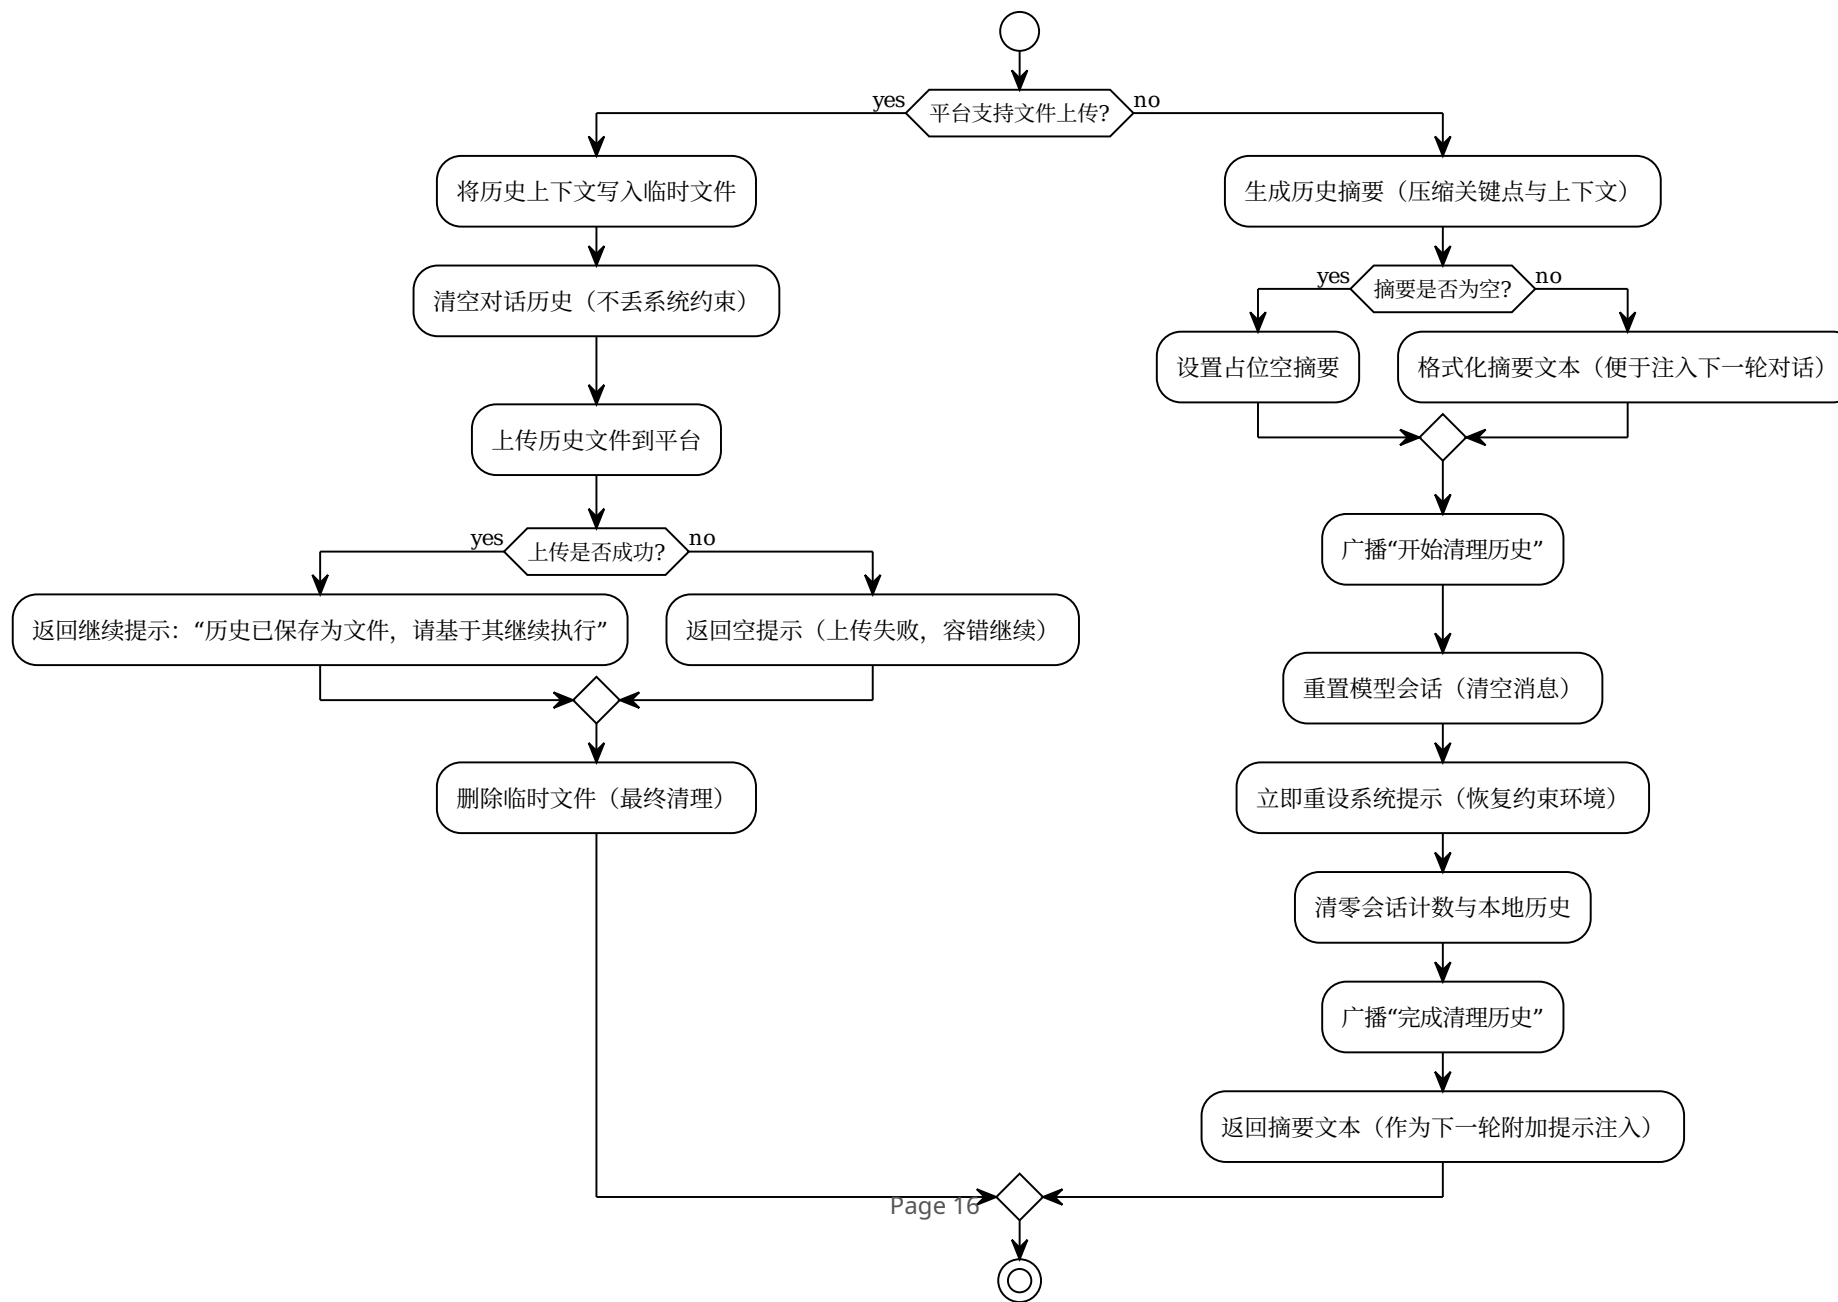 平台支持文件上传?
yes
no
将历史上下文写入临时文件
清空对话历史（不丢系统约束）
上传历史文件到平台
上传是否成功?
yes
no
返回继续提示：“历史已保存为文件，请基于其继续执行”
返回空提示（上传失败，容错继续）
删除临时文件（最终清理）
生成历史摘要（压缩关键点与上下文）
摘要是否为空?
yes
no
设置占位空摘要
格式化摘要文本（便于注入下一轮对话）
广播“开始清理历史”
重置模型会话（清空消息）
立即重设系统提示（恢复约束环境）
清零会话计数与本地历史
广播“完成清理历史”
返回摘要文本（作为下一轮附加提示注入）
Page 16